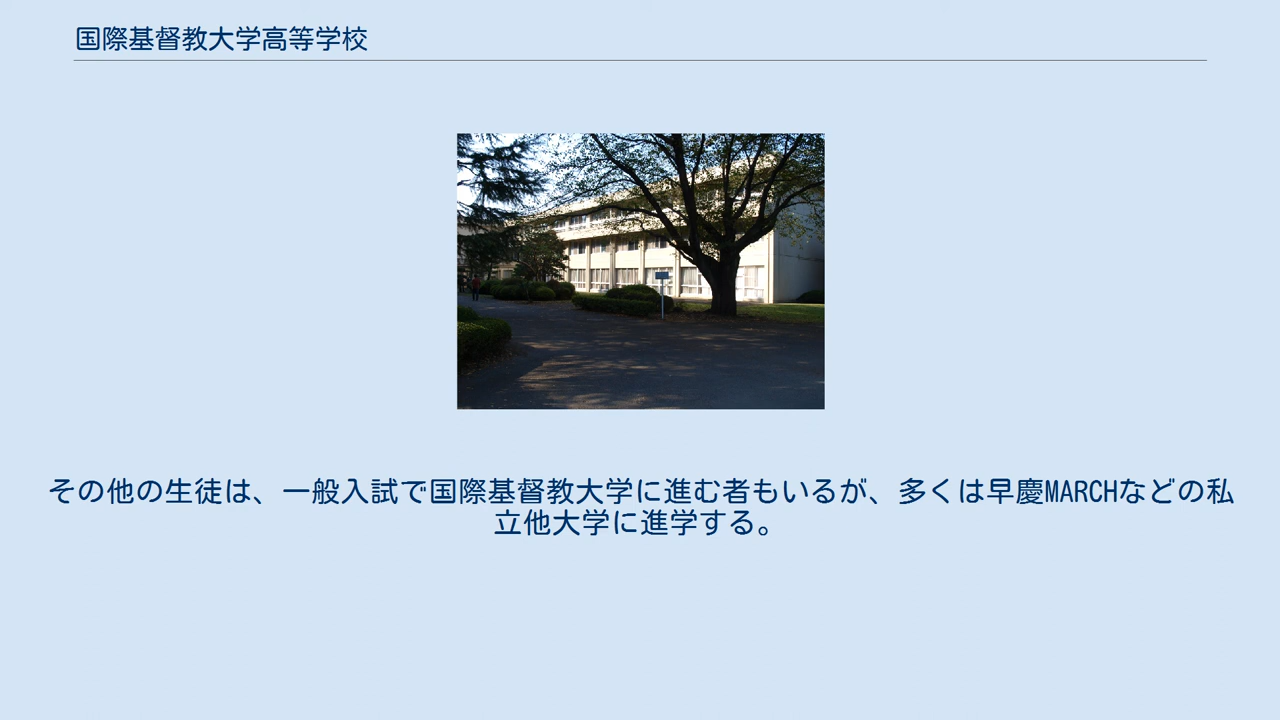 国際基督教大学高等学校
その他の生徒は、一般入試で国際基督教大学に進む者もいるが、多くは早慶MARCHなどの私
立他大学に進学する。